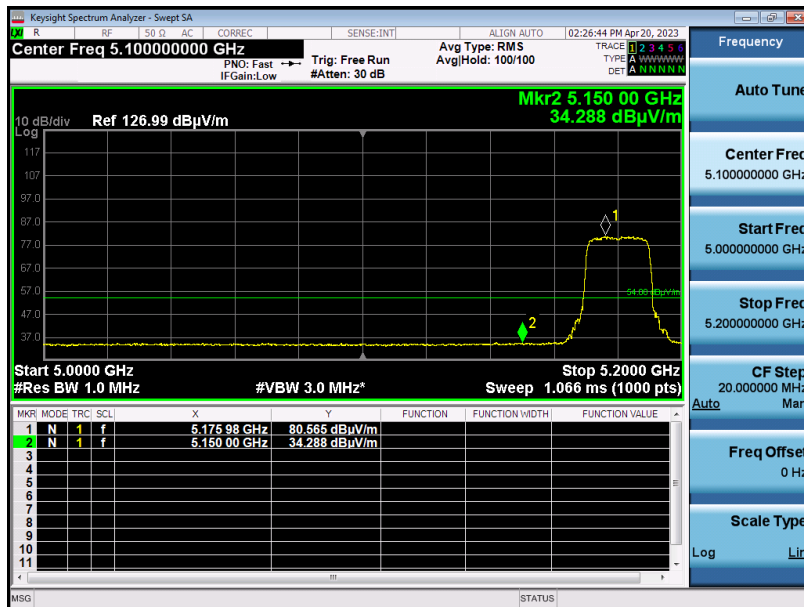 Keysight Spectrum Analyzer - Swept SA
LXI R RF 50 Ω AC CORREC SENSE:INT ALIGN AUTO 02:26:44 PM Apr 20, 2023
Center Freq 5.100000000 GHz
PNO: Fast
IFGain:Low
Trig: Free Run
#Atten: 30 dB
Avg Type: RMS
Avg|Hold: 100/100
TRACE 1 2 3 4 5 6
TYPE A W W W W W
DET A N N N N N
Mkr2 5.150 00 GHz
34.288 dBµV/m
10 dB/div Ref 126.99 dBµV/m
Log
117
107
97.0
87.0
77.0
67.0
57.0
47.0
37.0
1
2
54.00 dBµV/m
Start 5.0000 GHz Stop 5.2000 GHz
#Res BW 1.0 MHz #VBW 3.0 MHz* Sweep 1.066 ms (1000 pts)
MKR MODE TRC SCL X Y FUNCTION FUNCTION WIDTH FUNCTION VALUE
1 N 1 f 5.175 98 GHz 80.565 dBµV/m
2 N 1 f 5.150 00 GHz 34.288 dBµV/m
3
4
5
6
7
8
9
10
11
MSG STATUS
Frequency
Auto Tune
Center Freq
5.100000000 GHz
Start Freq
5.000000000 GHz
Stop Freq
5.200000000 GHz
CF Step
20.000000 MHz
Auto Man
Freq Offset
0 Hz
Scale Type
Log Lin